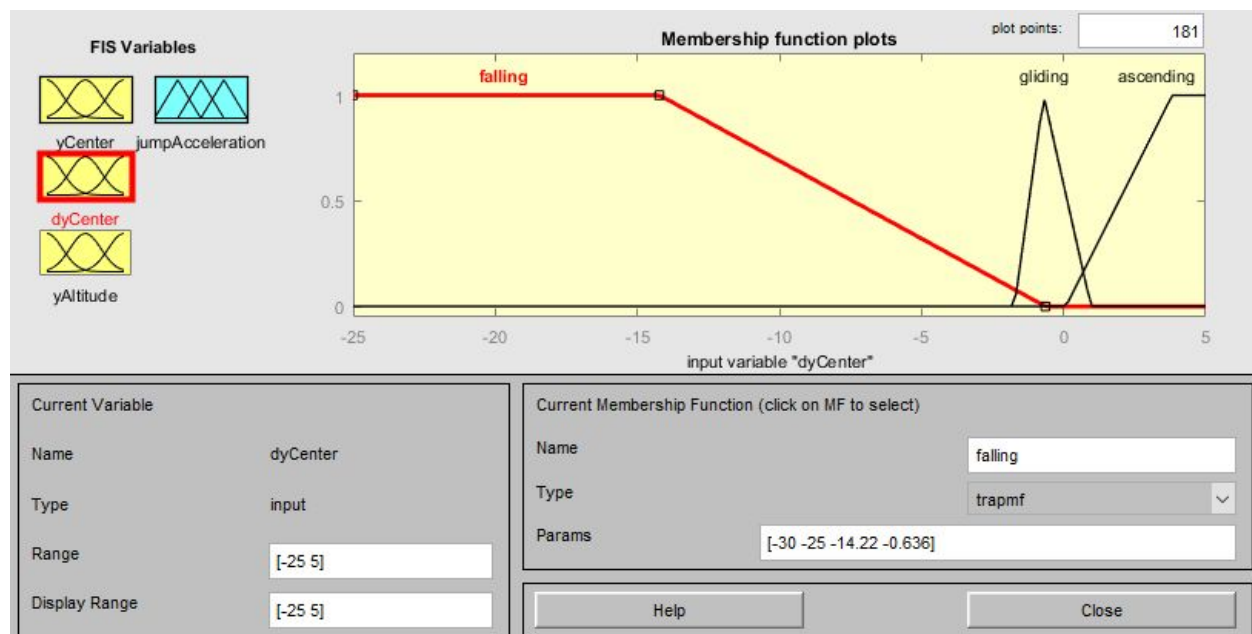 FIS Variables
Membership function plots
plot points:
181
yCenter
jumpAcceleration
dyCenter
yAltitude
falling
gliding
ascending
1
0.5
0
-25
-20
-15
-10
-5
0
5
input variable "dyCenter"
Current Variable
Name
dyCenter
Type
input
Range
[-25 5]
Display Range
[-25 5]
Current Membership Function (click on MF to select)
Name
falling
Type
trapmf
Params
[-30 -25 -14.22 -0.636]
Help
Close